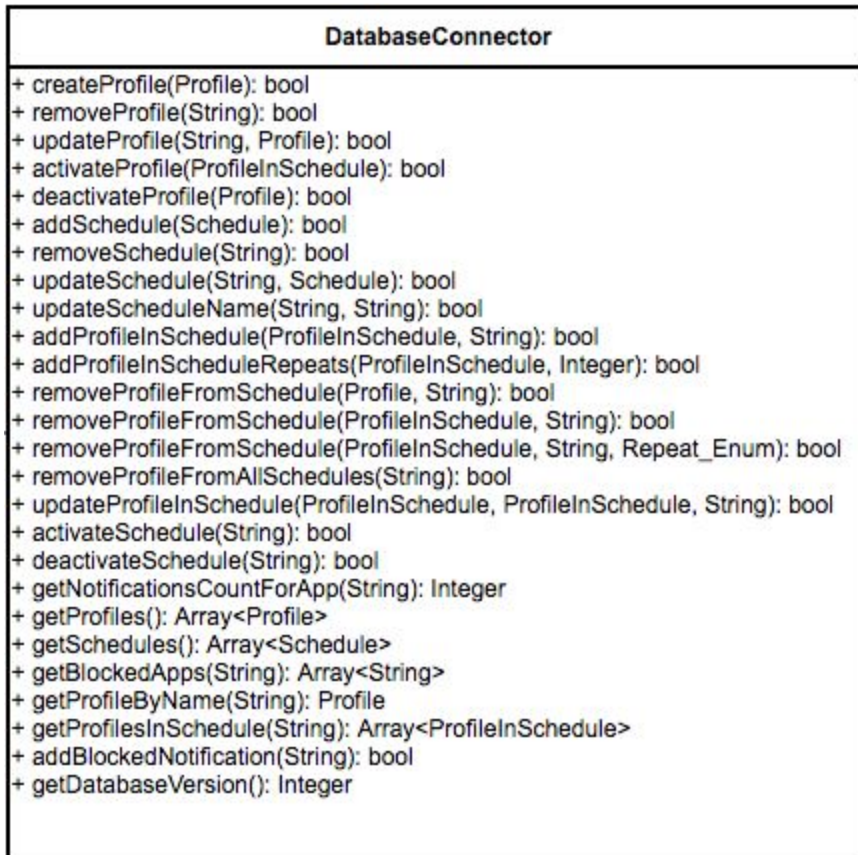 DatabaseConnector
+ createProfile(Profile): bool
+ removeProfile(String): bool
+ updateProfile(String, Profile): bool
+ activateProfile(ProfileInSchedule): bool
+ deactivateProfile(Profile): bool
+ addSchedule(Schedule): bool
+ removeSchedule(String): bool
+ updateSchedule(String, Schedule): bool
+ updateScheduleName(String, String): bool
+ addProfileInSchedule(ProfileInSchedule, String): bool
+ addProfileInScheduleRepeats(ProfileInSchedule, Integer): bool
+ removeProfileFromSchedule(Profile, String): bool
+ removeProfileFromSchedule(ProfileInSchedule, String): bool
+ removeProfileFromSchedule(ProfileInSchedule, String, Repeat_Enum): bool
+ removeProfileFromAllSchedules(String): bool
+ updateProfileInSchedule(ProfileInSchedule, ProfileInSchedule, String): bool
+ activateSchedule(String): bool
+ deactivateSchedule(String): bool
+ getNotificationsCountForApp(String): Integer
+ getProfiles(): Array<Profile>
+ getSchedules(): Array<Schedule>
+ getBlockedApps(String): Array<String>
+ getProfileByName(String): Profile
+ getProfilesInSchedule(String): Array<ProfileInSchedule>
+ addBlockedNotification(String): bool
+ getDatabaseVersion(): Integer